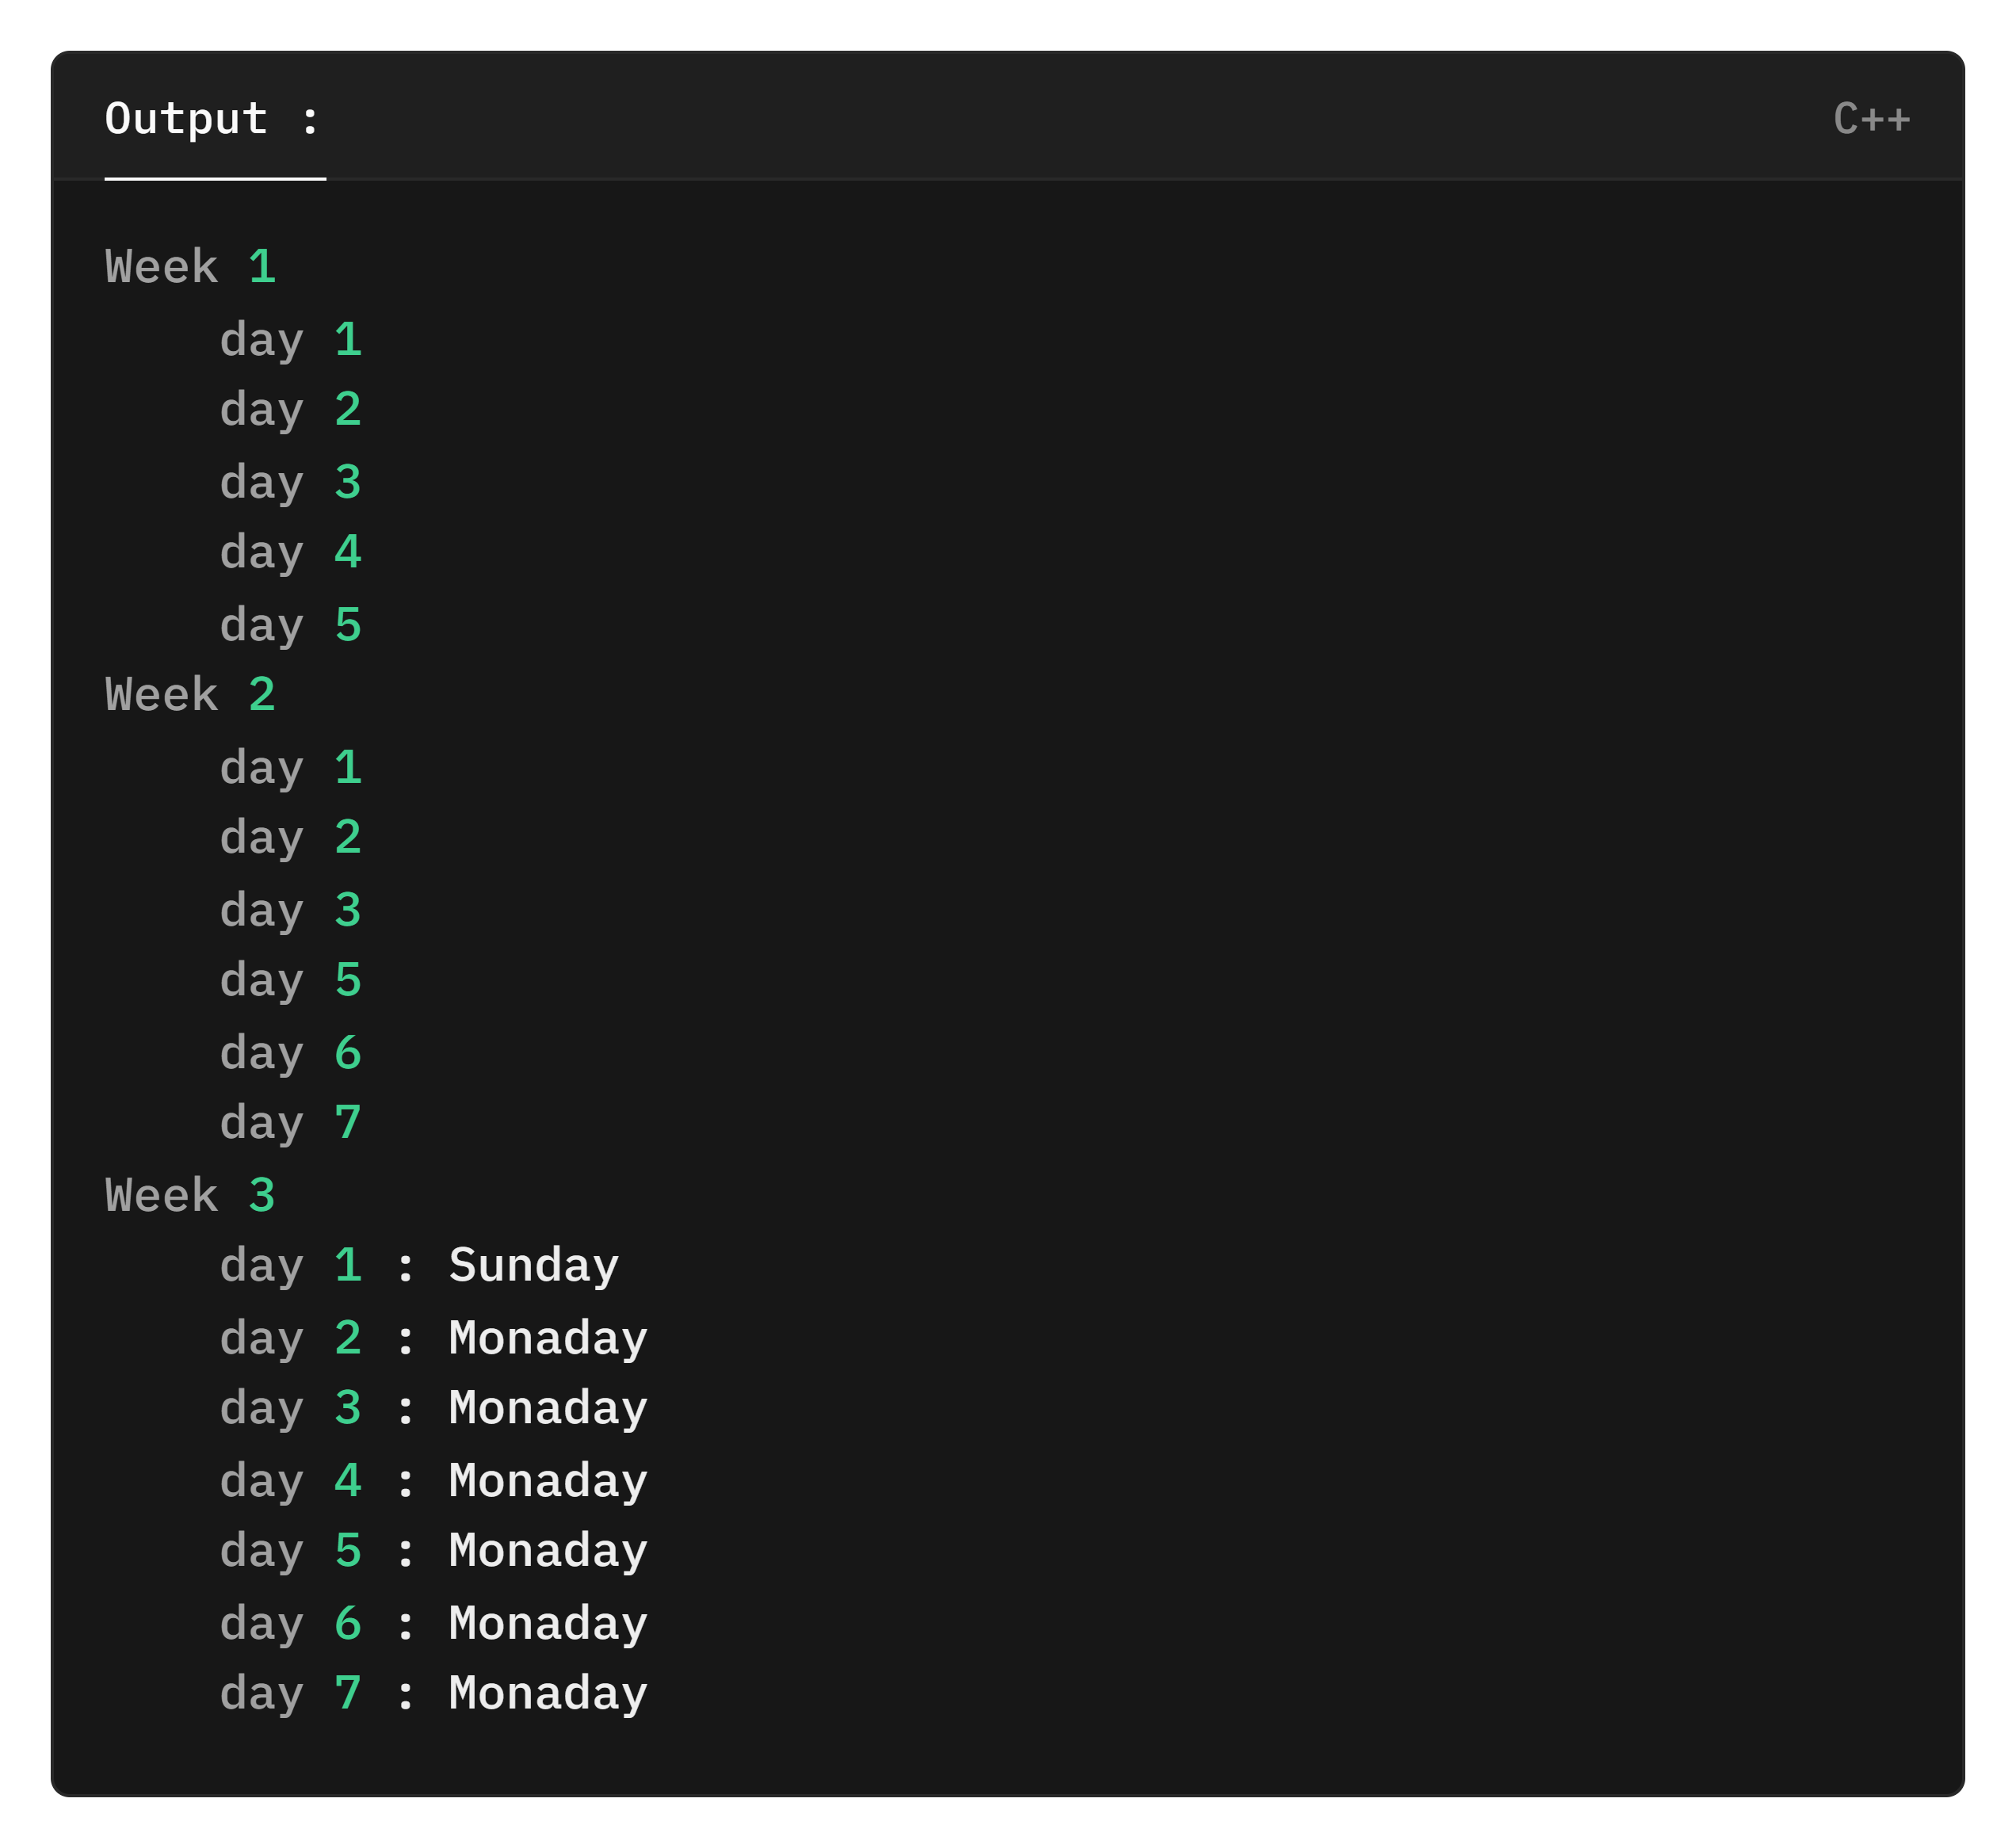 Output :
C++
Week 1
day 1
day 2
day 3
day 4
day 5
Week 2
day 1
day 2
day 3
day 5
day 6
day 7
Week 3
day 1 : Sunday
day 2 : Monaday
day 3 : Monaday
day 4 : Monaday
day 5 : Monaday
day 6 : Monaday
day 7 : Monaday